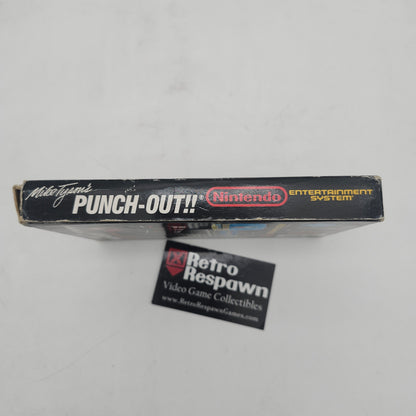 Mike Tyson's
PUNCH-OUT!!
Nintendo
ENTERTAINMENT
SYSTEM
Retro
Respawn
Video Game Collectibles
www.RetroRespawnGames.com